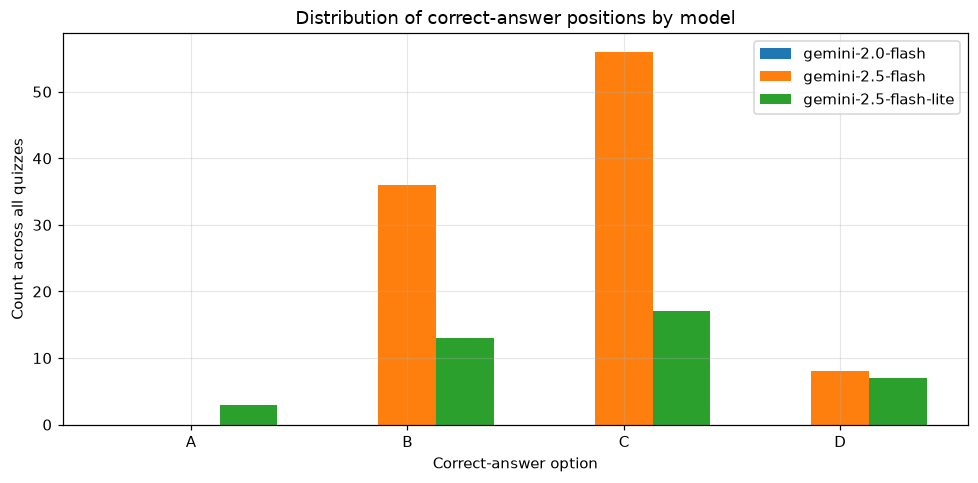 Distribution of correct-answer positions by model
gemini-2.0-flash
gemini-2.5-flash
gemini-2.5-flash-lite
Count across all quizzes
50
40
30
20
10
0
A B C D
Correct-answer option